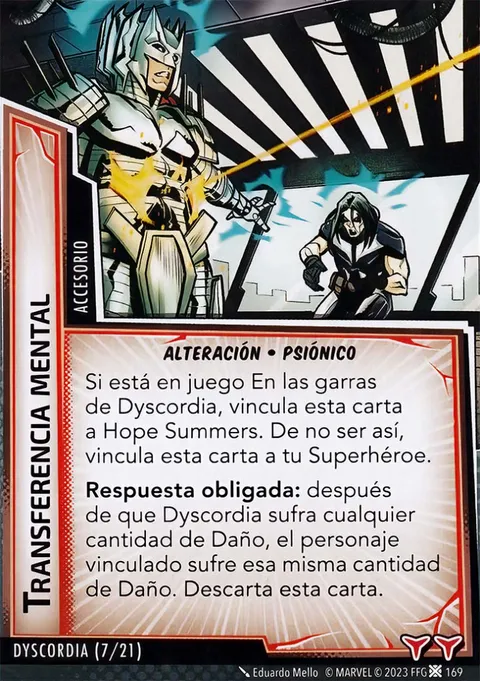 ACCESORIO
TRANSFERENCIA MENTAL
ALTERACIÓN • PSIÓNICO
Si está en juego En las garras
de Dyscordia, vincula esta carta
a Hope Summers. De no ser así,
vincula esta carta a tu Superhéroe.
Respuesta obligada: después
de que Dyscordia sufra cualquier
cantidad de Daño, el personaje
vinculado sufre esa misma cantidad
de Daño. Descarta esta carta.
DYSCORDIA (7/21)
Eduardo Mello © MARVEL © 2023 FFG 169